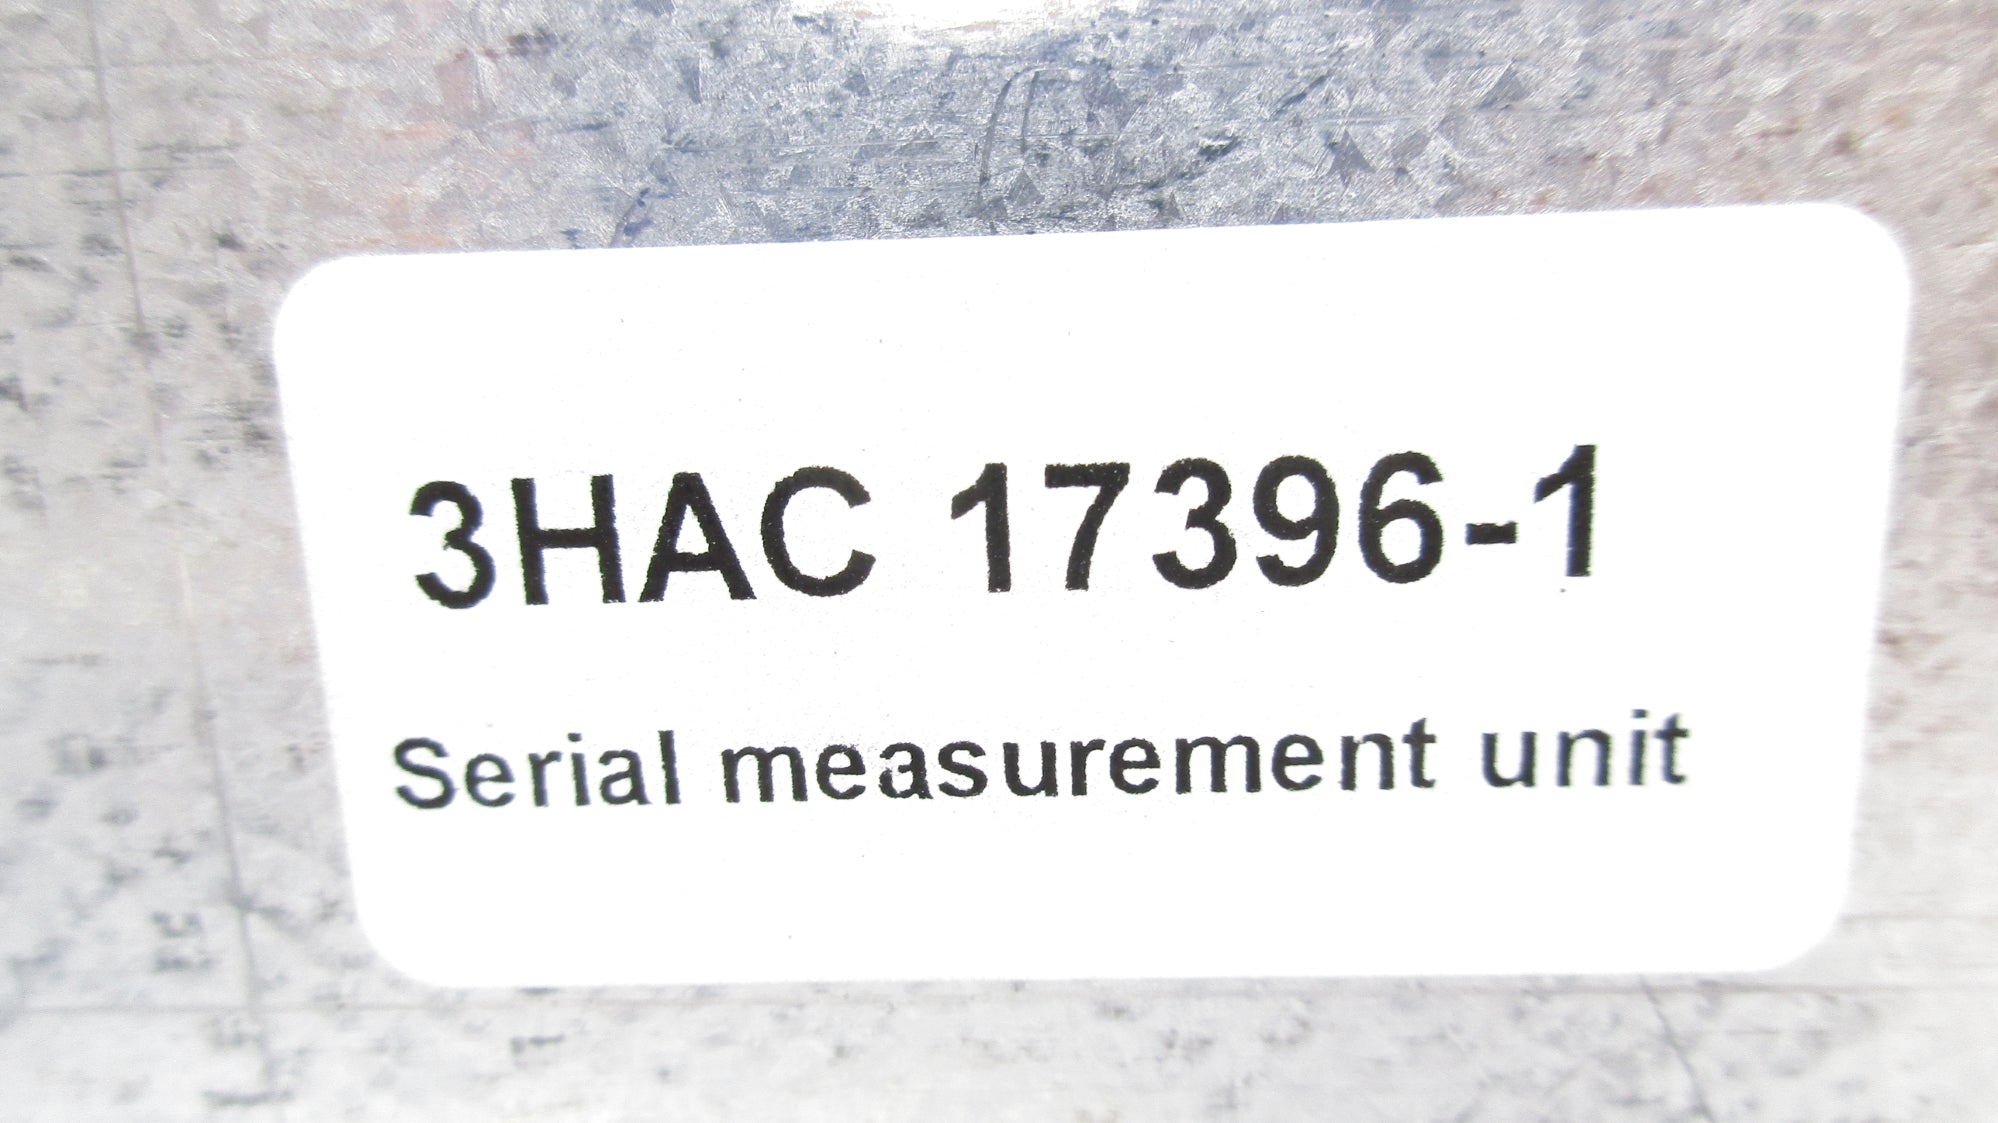 3HAC 17396-1
Serial measurement unit